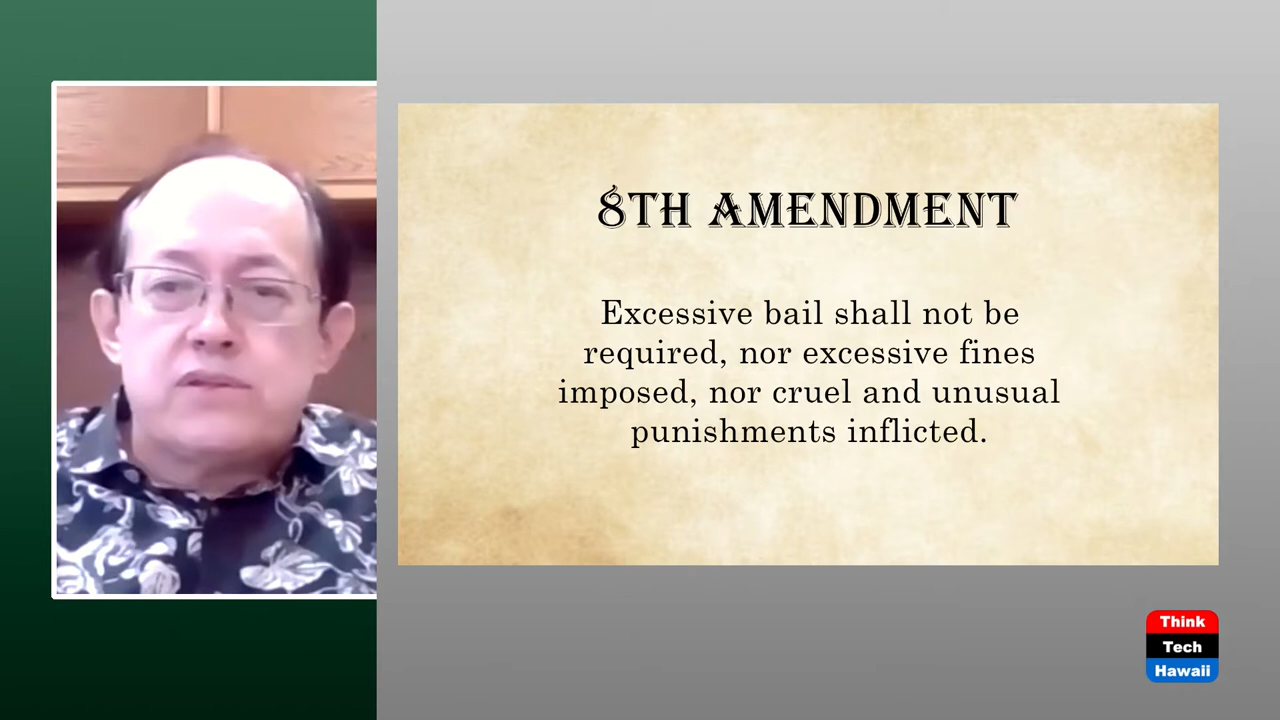 8TH AMENDMENT
Excessive bail shall not be
required, nor excessive fines
imposed, nor cruel and unusual
punishments inflicted.
Think
Tech
Hawaii